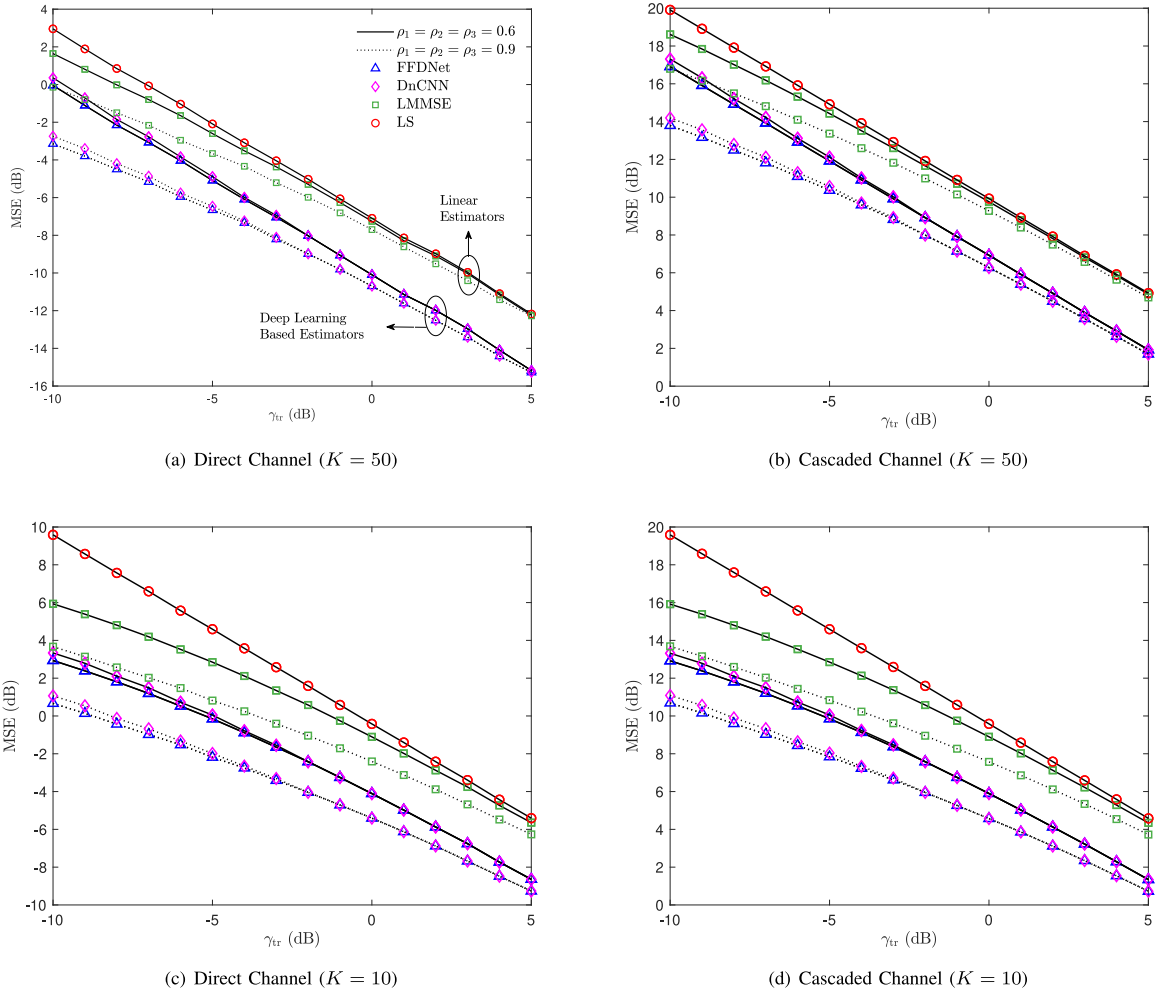 4
2
0
-2
-4
-6
-8
-10
-12
-14
-16
MSE (dB)
-10
-5
0
5
γtr (dB)
ρ1 = ρ2 = ρ3 = 0.6
ρ1 = ρ2 = ρ3 = 0.9
FFDNet
DnCNN
LMMSE
LS
Linear
Estimators
Deep Learning
Based Estimators
(a) Direct Channel (K = 50)
20
18
16
14
12
10
8
6
4
2
0
MSE (dB)
-10
-5
0
5
γtr (dB)
(b) Cascaded Channel (K = 50)
10
8
6
4
2
0
-2
-4
-6
-8
-10
MSE (dB)
-10
-5
0
5
γtr (dB)
(c) Direct Channel (K = 10)
20
18
16
14
12
10
8
6
4
2
0
MSE (dB)
-10
-5
0
5
γtr (dB)
(d) Cascaded Channel (K = 10)